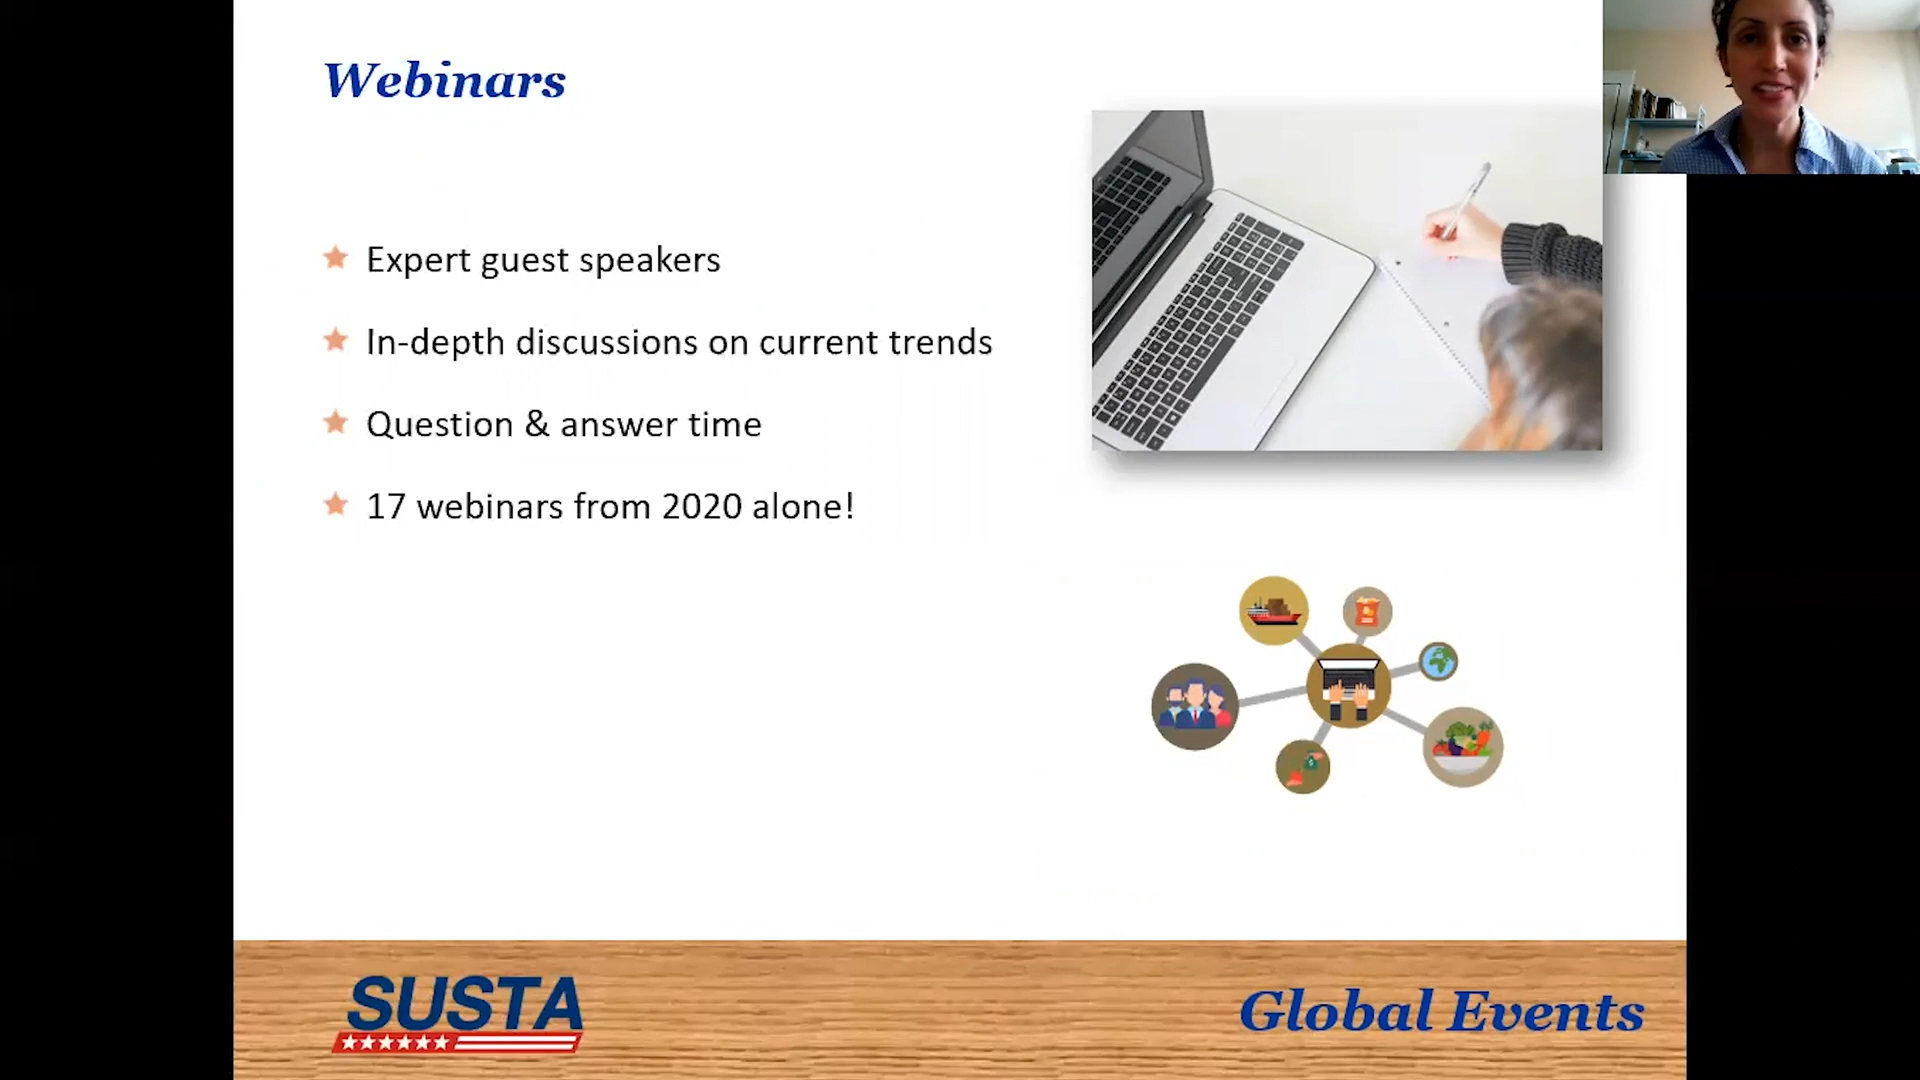 Webinars
Expert guest speakers
In-depth discussions on current trends
Question & answer time
17 webinars from 2020 alone!
SUSTA
Global Events